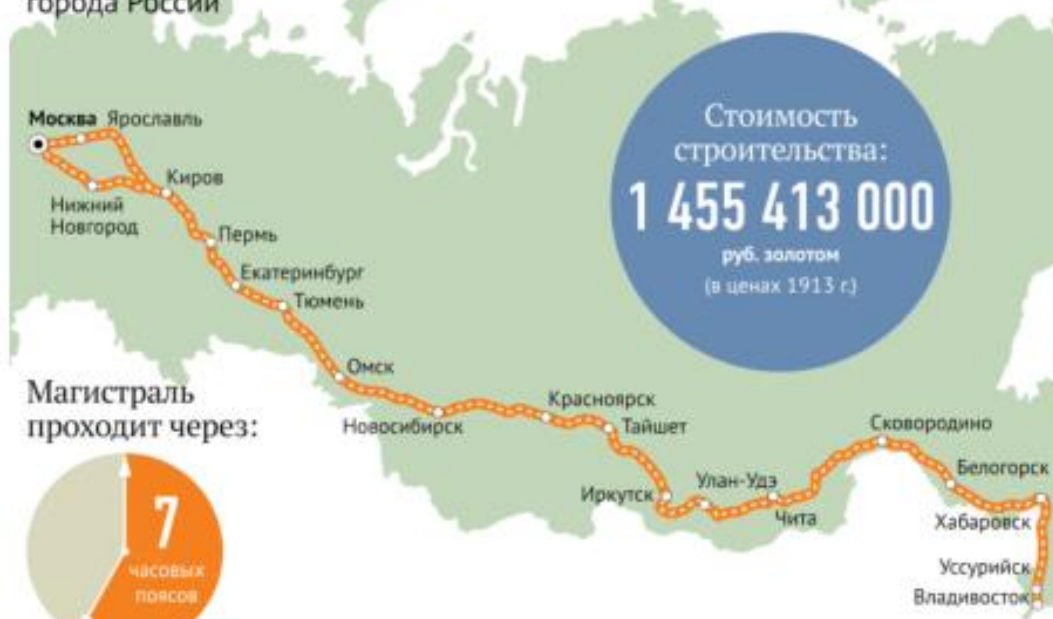 города России
Москва Ярославль
Киров
Нижний
Новгород
Пермь
Екатеринбург
Тюмень
Омск
Новосибирск
Красноярск
Тайшет
Иркутск
Улан-Удэ
Чита
Сковородино
Белогорск
Хабаровск
Уссурийск
Владивосток
Стоимость
строительства:
1 455 413 000
руб. золотом
(в ценах 1913 г.)
Магистраль
проходит через:
7
часовых
поясов